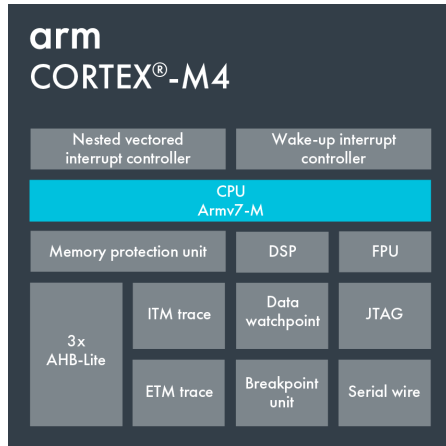 arm
CORTEX®-M4
Nested vectored
interrupt controller
Wake-up interrupt
controller
CPU
Armv7-M
Memory protection unit
DSP
FPU
3x
AHB-Lite
ITM trace
Data
watchpoint
JTAG
ETM trace
Breakpoint
unit
Serial wire